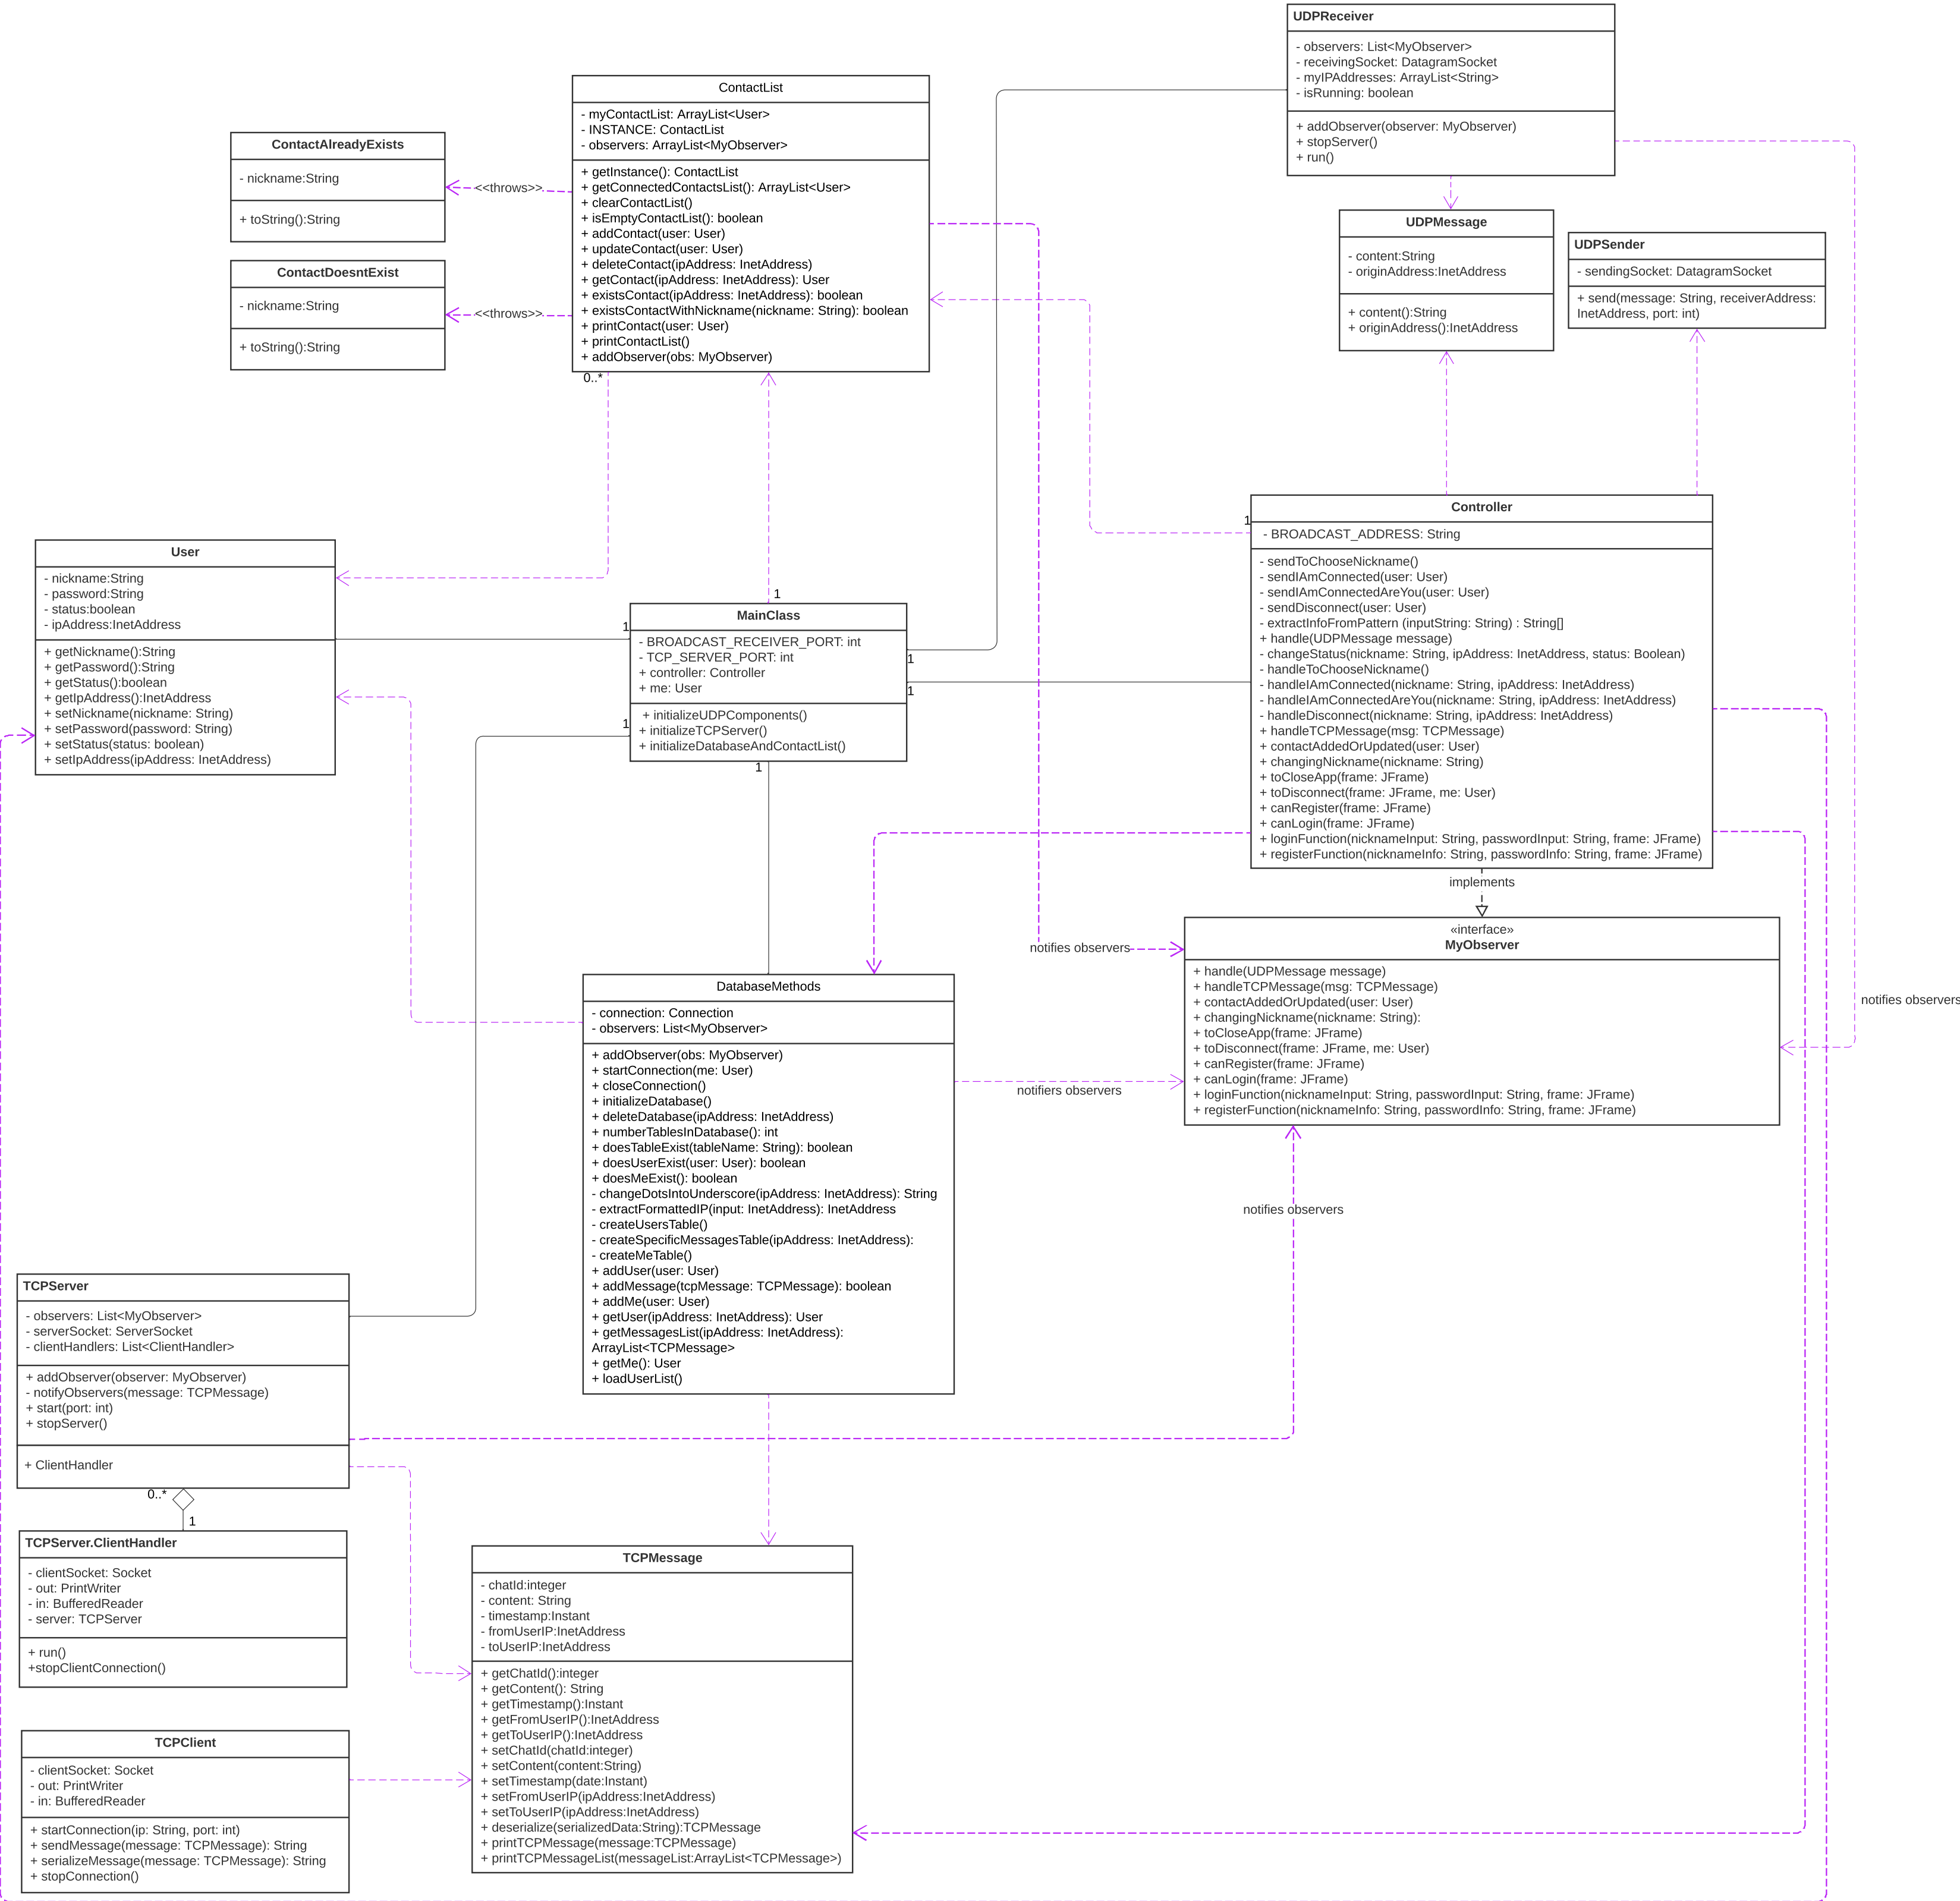 UDPReceiver
- observers: List<MyObserver>
- receivingSocket: DatagramSocket
- myIPAddresses: ArrayList<String>
- isRunning: boolean
+ addObserver(observer: MyObserver)
+ stopServer()
+ run()
ContactList
- myContactList: ArrayList<User>
- INSTANCE: ContactList
- observers: ArrayList<MyObserver>
+ getInstance(): ContactList
+ getConnectedContactsList(): ArrayList<User>
+ clearContactList()
+ isEmptyContactList(): boolean
+ addContact(user: User)
+ updateContact(user: User)
+ deleteContact(ipAddress: InetAddress)
+ getContact(ipAddress: InetAddress): User
+ existsContact(ipAddress: InetAddress): boolean
+ existsContactWithNickname(nickname: String): boolean
+ printContact(user: User)
+ printContactList()
+ addObserver(obs: MyObserver)
0..*
ContactAlreadyExists
- nickname:String
+ toString():String
<<throws>>
ContactDoesntExist
- nickname:String
+ toString():String
<<throws>>
UDPMessage
- content:String
- originAddress:InetAddress
+ content():String
+ originAddress():InetAddress
UDPSender
- sendingSocket: DatagramSocket
+ send(message: String, receiverAddress:
InetAddress, port: int)
Controller
1
- BROADCAST_ADDRESS: String
- sendToChooseNickname()
- sendIAmConnected(user: User)
- sendIAmConnectedAreYou(user: User)
- sendDisconnect(user: User)
- extractInfoFromPattern (inputString: String) : String[]
+ handle(UDPMessage message)
- changeStatus(nickname: String, ipAddress: InetAddress, status: Boolean)
- handleToChooseNickname()
- handleIAmConnected(nickname: String, ipAddress: InetAddress)
- handleIAmConnectedAreYou(nickname: String, ipAddress: InetAddress)
- handleDisconnect(nickname: String, ipAddress: InetAddress)
+ handleTCPMessage(msg: TCPMessage)
+ contactAddedOrUpdated(user: User)
+ changingNickname(nickname: String)
+ toCloseApp(frame: JFrame)
+ toDisconnect(frame: JFrame, me: User)
+ canRegister(frame: JFrame)
+ canLogin(frame: JFrame)
+ loginFunction(nicknameInput: String, passwordInput: String, frame: JFrame)
+ registerFunction(nicknameInfo: String, passwordInfo: String, frame: JFrame)
implements
User
- nickname:String
- password:String
- status:boolean
- ipAddress:InetAddress
+ getNickname():String
+ getPassword():String
+ getStatus():boolean
+ getIpAddress():InetAddress
+ setNickname(nickname: String)
+ setPassword(password: String)
+ setStatus(status: boolean)
+ setIpAddress(ipAddress: InetAddress)
1
MainClass
1
- BROADCAST_RECEIVER_PORT: int
- TCP_SERVER_PORT: int
+ controller: Controller
+ me: User
1
1
+ initializeUDPComponents()
+ initializeTCPServer()
+ initializeDatabaseAndContactList()
1
1
«interface»
MyObserver
+ handle(UDPMessage message)
+ handleTCPMessage(msg: TCPMessage)
+ contactAddedOrUpdated(user: User)
+ changingNickname(nickname: String):
+ toCloseApp(frame: JFrame)
+ toDisconnect(frame: JFrame, me: User)
+ canRegister(frame: JFrame)
+ canLogin(frame: JFrame)
+ loginFunction(nicknameInput: String, passwordInput: String, frame: JFrame)
+ registerFunction(nicknameInfo: String, passwordInfo: String, frame: JFrame)
notifies observers
notifies observers
notifiers observers
notifies observers
DatabaseMethods
- connection: Connection
- observers: List<MyObserver>
+ addObserver(obs: MyObserver)
+ startConnection(me: User)
+ closeConnection()
+ initializeDatabase()
+ deleteDatabase(ipAddress: InetAddress)
+ numberTablesInDatabase(): int
+ doesTableExist(tableName: String): boolean
+ doesUserExist(user: User): boolean
+ doesMeExist(): boolean
- changeDotsIntoUnderscore(ipAddress: InetAddress): String
- extractFormattedIP(input: InetAddress): InetAddress
- createUsersTable()
- createSpecificMessagesTable(ipAddress: InetAddress):
- createMeTable()
+ addUser(user: User)
+ addMessage(tcpMessage: TCPMessage): boolean
+ addMe(user: User)
+ getUser(ipAddress: InetAddress): User
+ getMessagesList(ipAddress: InetAddress):
ArrayList<TCPMessage>
+ getMe(): User
+ loadUserList()
TCPServer
- observers: List<MyObserver>
- serverSocket: ServerSocket
- clientHandlers: List<ClientHandler>
+ addObserver(observer: MyObserver)
- notifyObservers(message: TCPMessage)
+ start(port: int)
+ stopServer()
+ ClientHandler
0..*
1
TCPServer.ClientHandler
- clientSocket: Socket
- out: PrintWriter
- in: BufferedReader
- server: TCPServer
+ run()
+stopClientConnection()
TCPClient
- clientSocket: Socket
- out: PrintWriter
- in: BufferedReader
+ startConnection(ip: String, port: int)
+ sendMessage(message: TCPMessage): String
+ serializeMessage(message: TCPMessage): String
+ stopConnection()
TCPMessage
- chatId:integer
- content: String
- timestamp:Instant
- fromUserIP:InetAddress
- toUserIP:InetAddress
+ getChatId():integer
+ getContent(): String
+ getTimestamp():Instant
+ getFromUserIP():InetAddress
+ getToUserIP():InetAddress
+ setChatId(chatId:integer)
+ setContent(content:String)
+ setTimestamp(date:Instant)
+ setFromUserIP(ipAddress:InetAddress)
+ setToUserIP(ipAddress:InetAddress)
+ deserialize(serializedData:String):TCPMessage
+ printTCPMessage(message:TCPMessage)
+ printTCPMessageList(messageList:ArrayList<TCPMessage>)